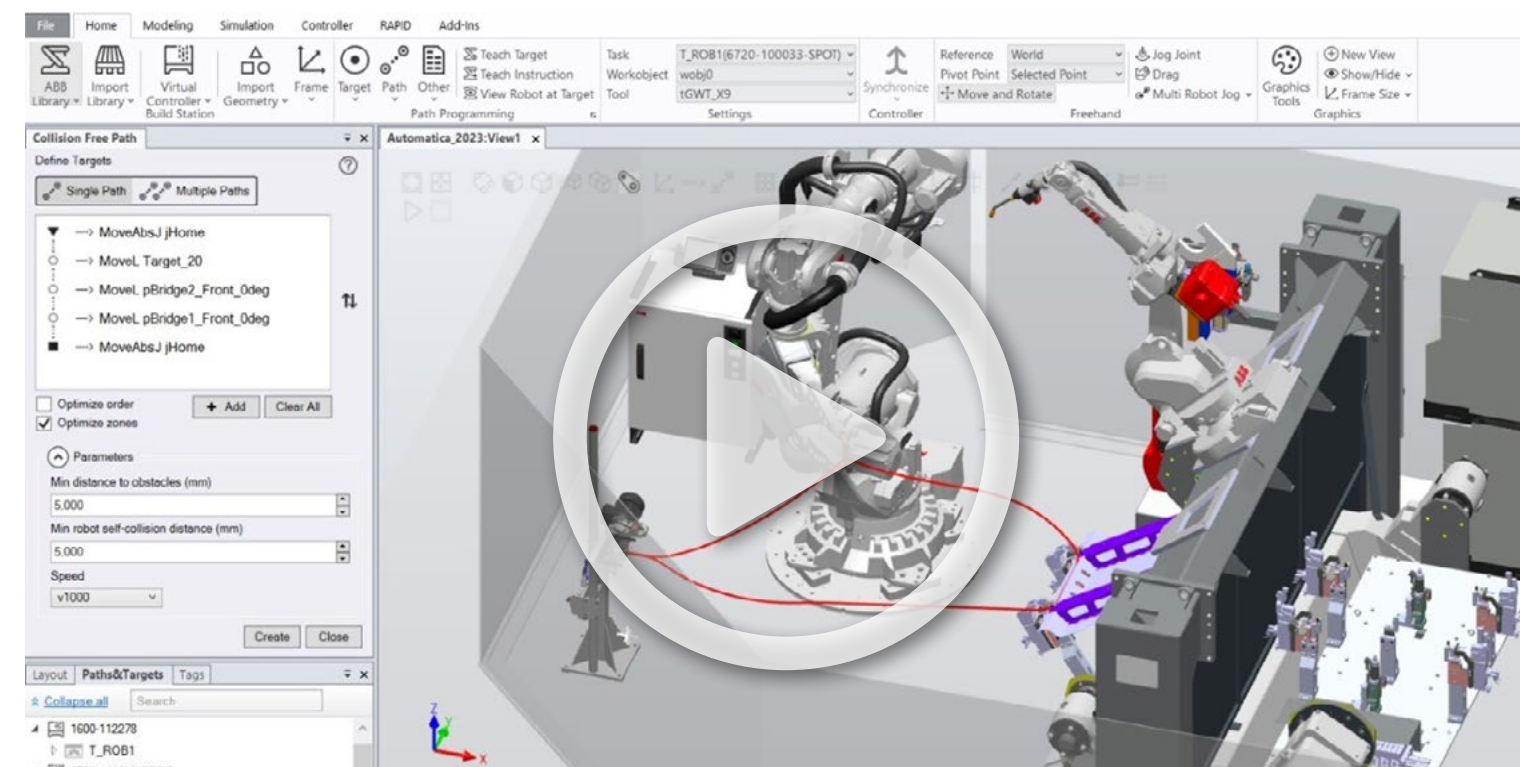 File Home Modeling Simulation Controller RAPID Add-Ins
ABB Library
Import Library
Virtual Controller
Import Geometry
Frame
Target
Path
Other
Build Station
Teach Target
Teach Instruction
View Robot at Target
Path Programming
Task T_ROB1(6720-100033-SPOT)
Workobject wobj0
Tool tGWT_X9
Settings
Synchronize
Controller
Reference World
Pivot Point Selected Point
Move and Rotate
Jog Joint
Drag
Multi Robot Jog
Freehand
Graphics Tools
New View
Show/Hide
Frame Size
Graphics
Collision Free Path
Automatica_2023:View1 x
Define Targets
?
Single Path Multiple Paths
MoveAbsJ jHome
MoveL Target_20
MoveL pBridge2_Front_0deg
MoveL pBridge1_Front_0deg
MoveAbsJ jHome
Optimize order
+ Add Clear All
Optimize zones
Parameters
Min distance to obstacles (mm)
5.000
Min robot self-collision distance (mm)
5.000
Speed
v1000
Create Close
Layout Paths&Targets Tags
Collapse all Search
1600-112278
T_ROB1
ABB
ABB
Z
Y
X